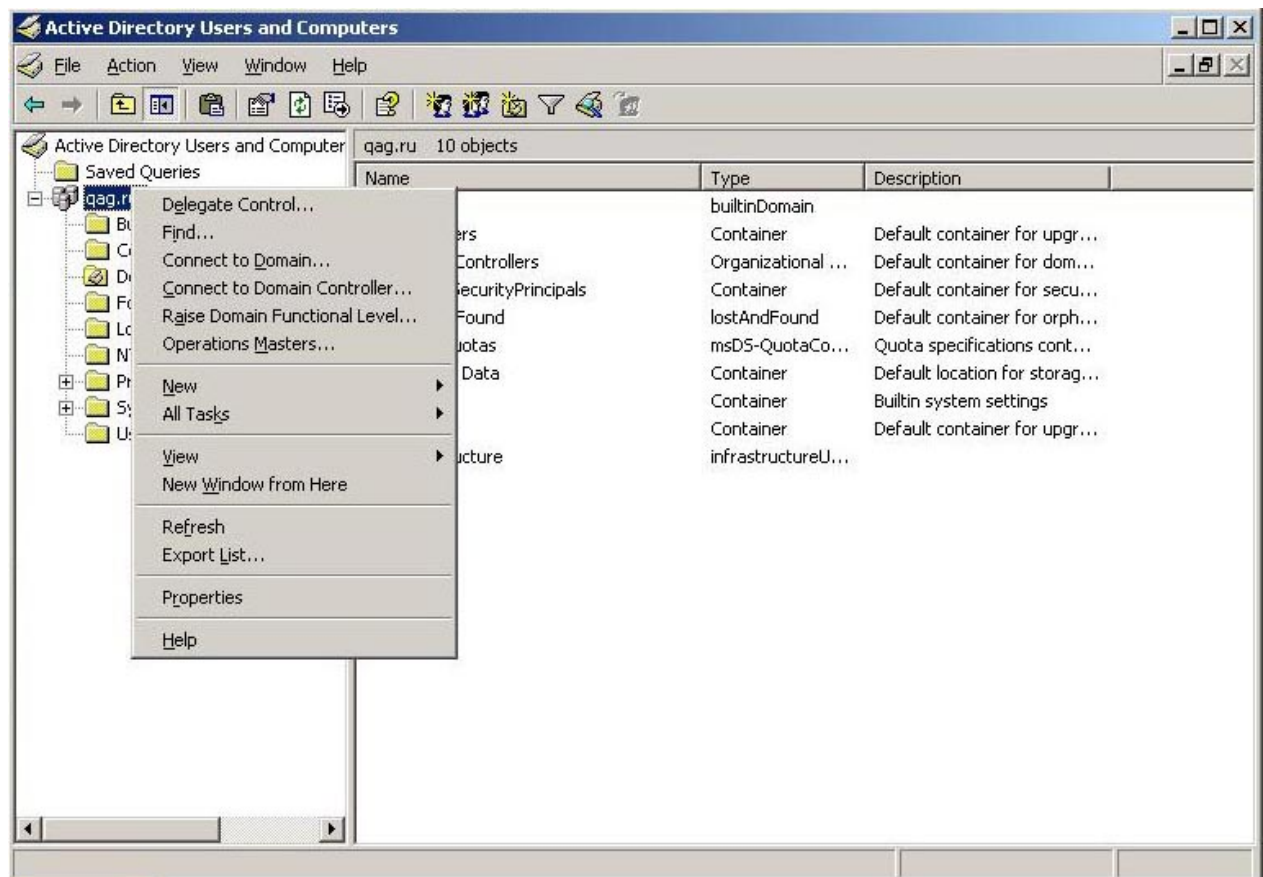 Active Directory Users and Computers
File Action View Window Help
Active Directory Users and Computer
Saved Queries
qag.r
qag.ru 10 objects
Name Type Description
builtinDomain
ers Container Default container for upgr...
Controllers Organizational ... Default container for dom...
SecurityPrincipals Container Default container for secu...
Found lostAndFound Default container for orph...
uotas msDS-QuotaCo... Quota specifications cont...
Data Container Default location for storag...
Container Builtin system settings
Container Default container for upgr...
ucture infrastructureU...
Delegate Control...
Find...
Connect to Domain...
Connect to Domain Controller...
Raise Domain Functional Level...
Operations Masters...
New
All Tasks
View
New Window from Here
Refresh
Export List...
Properties
Help